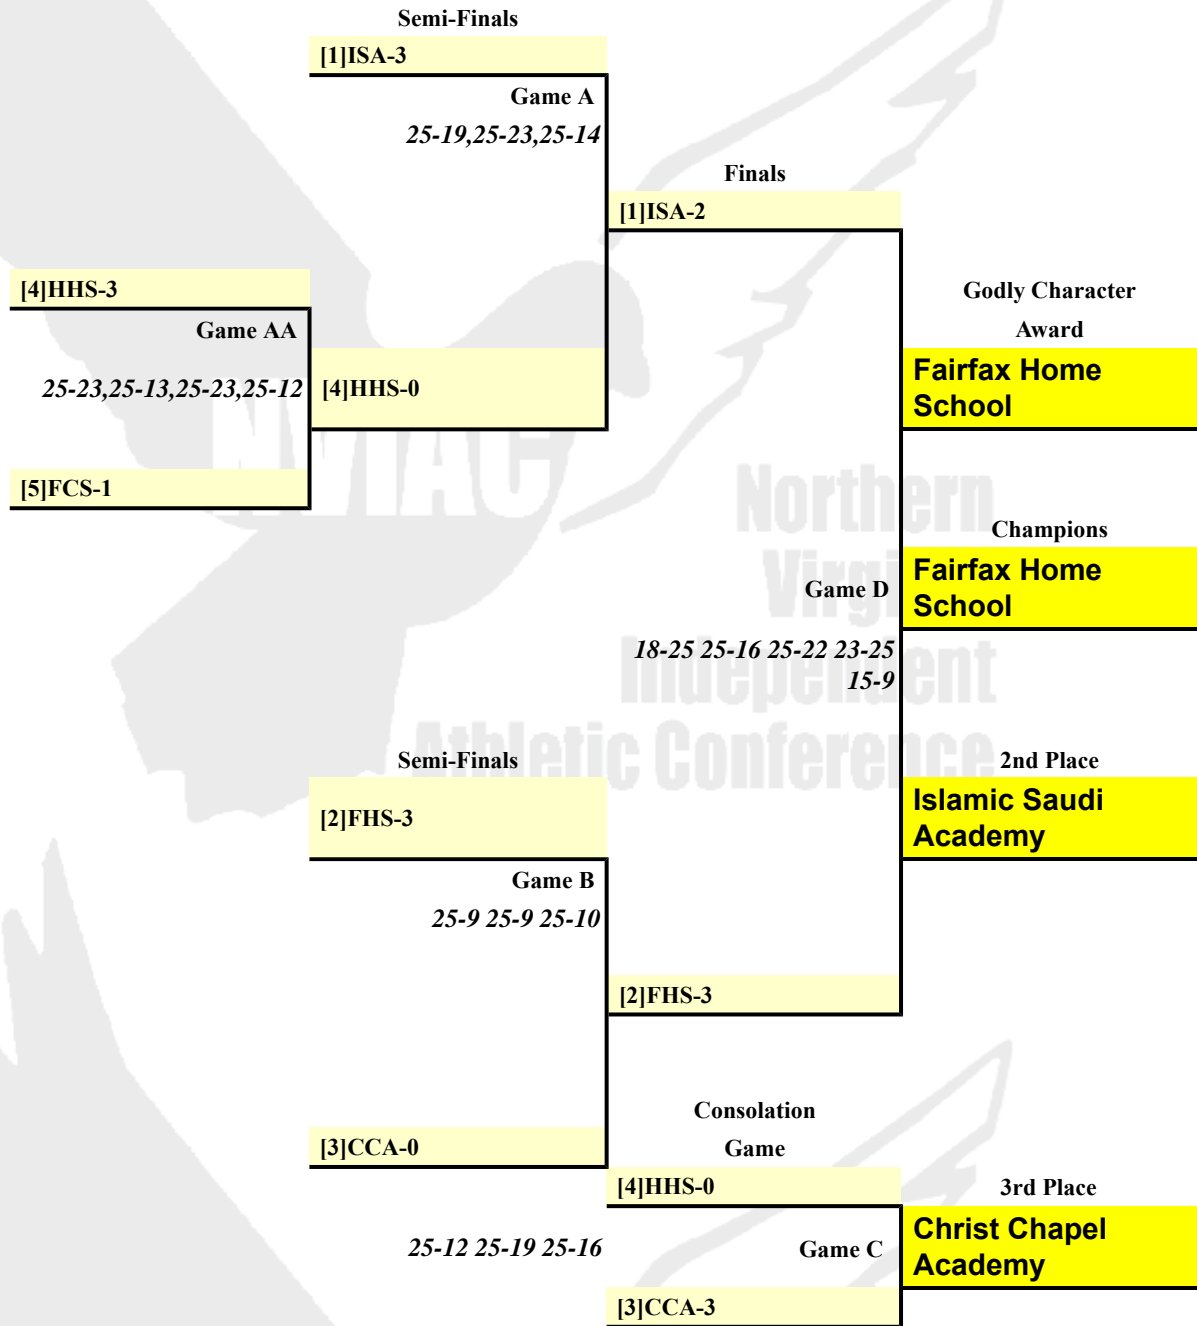 Semi-Finals
[1]ISA-3
Game A
25-19,25-23,25-14
Finals
[1]ISA-2
[4]HHS-3
Game AA
25-23,25-13,25-23,25-12
[4]HHS-0
[5]FCS-1
Godly Character
Award
Fairfax Home
School
Champions
Fairfax Home
School
Game D
18-25 25-16 25-22 23-25
15-9
2nd Place
Islamic Saudi
Academy
Semi-Finals
[2]FHS-3
Game B
25-9 25-9 25-10
[2]FHS-3
[3]CCA-0
Consolation
Game
[4]HHS-0
25-12 25-19 25-16
Game C
[3]CCA-3
3rd Place
Christ Chapel
Academy
NVIAC
Northern
Virgi
Independent
Athletic Conference